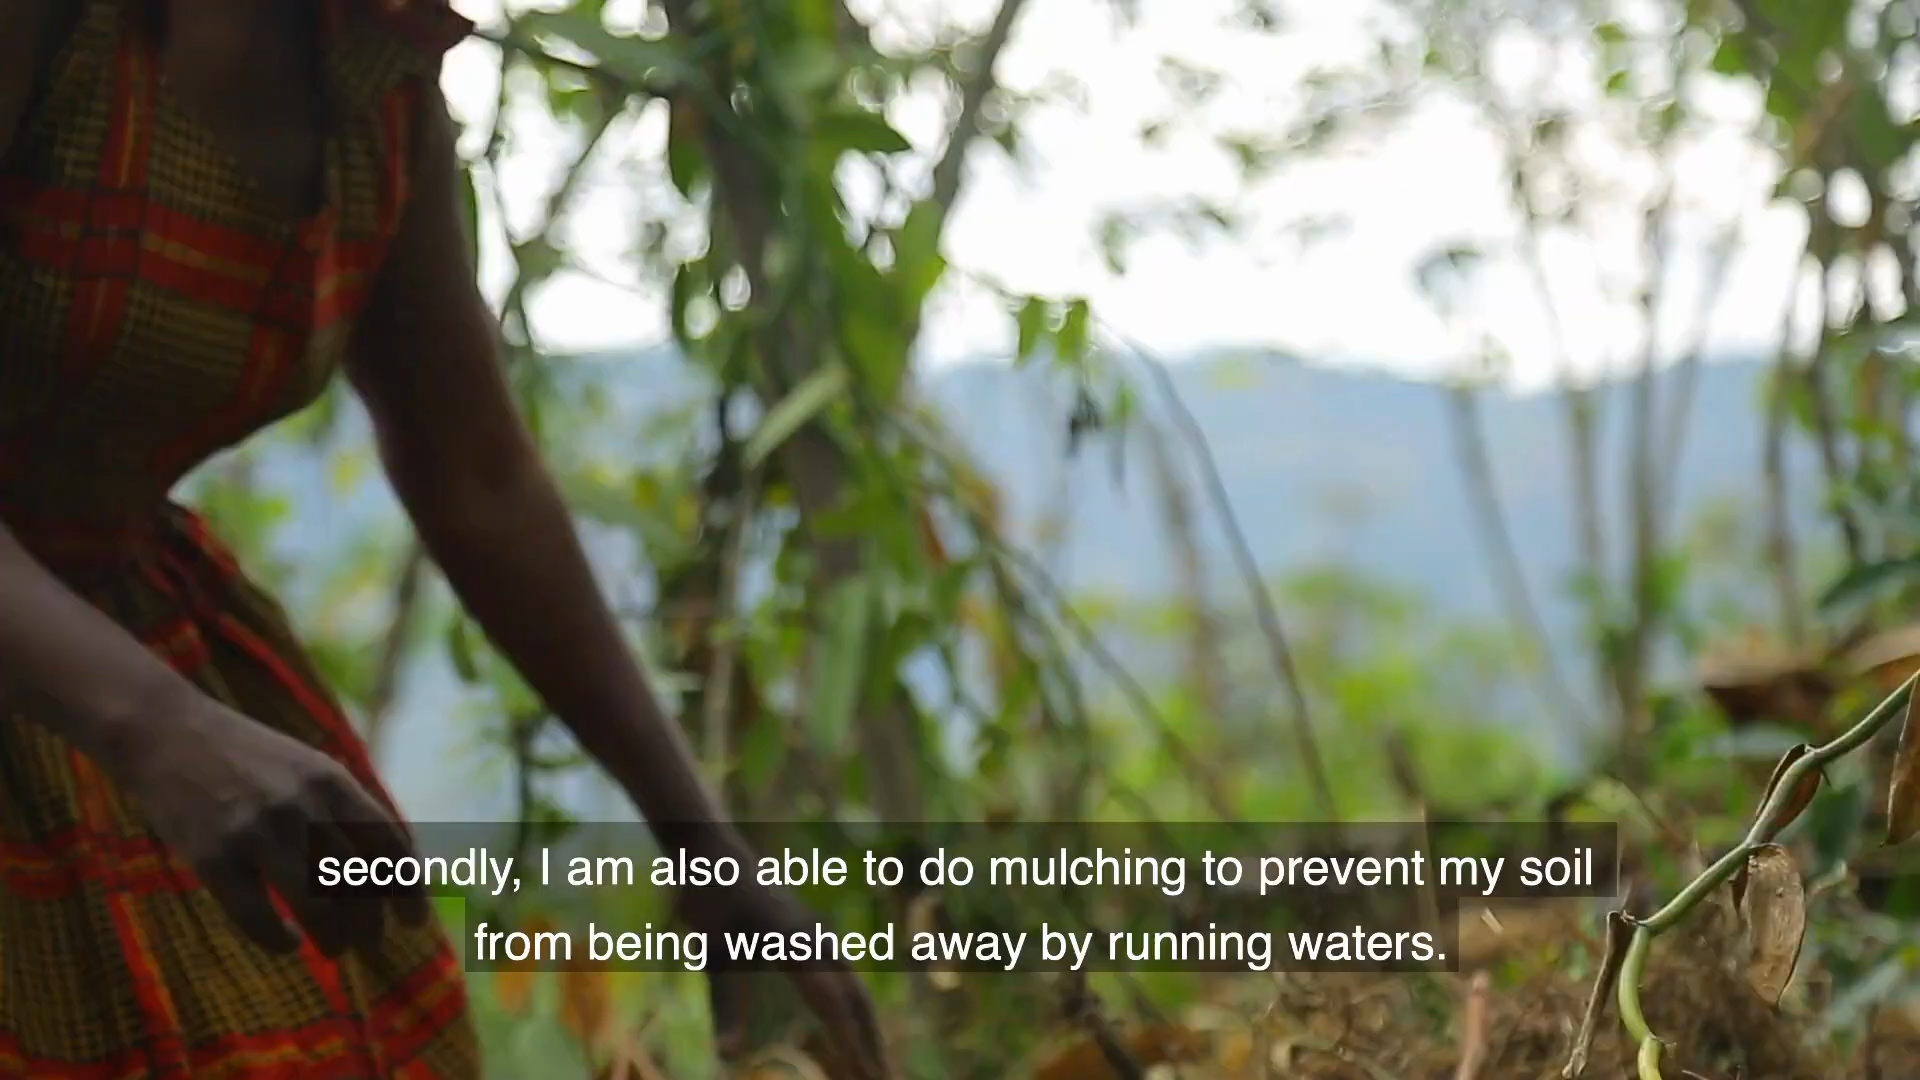 secondly, I am also able to do mulching to prevent my soil
from being washed away by running waters.